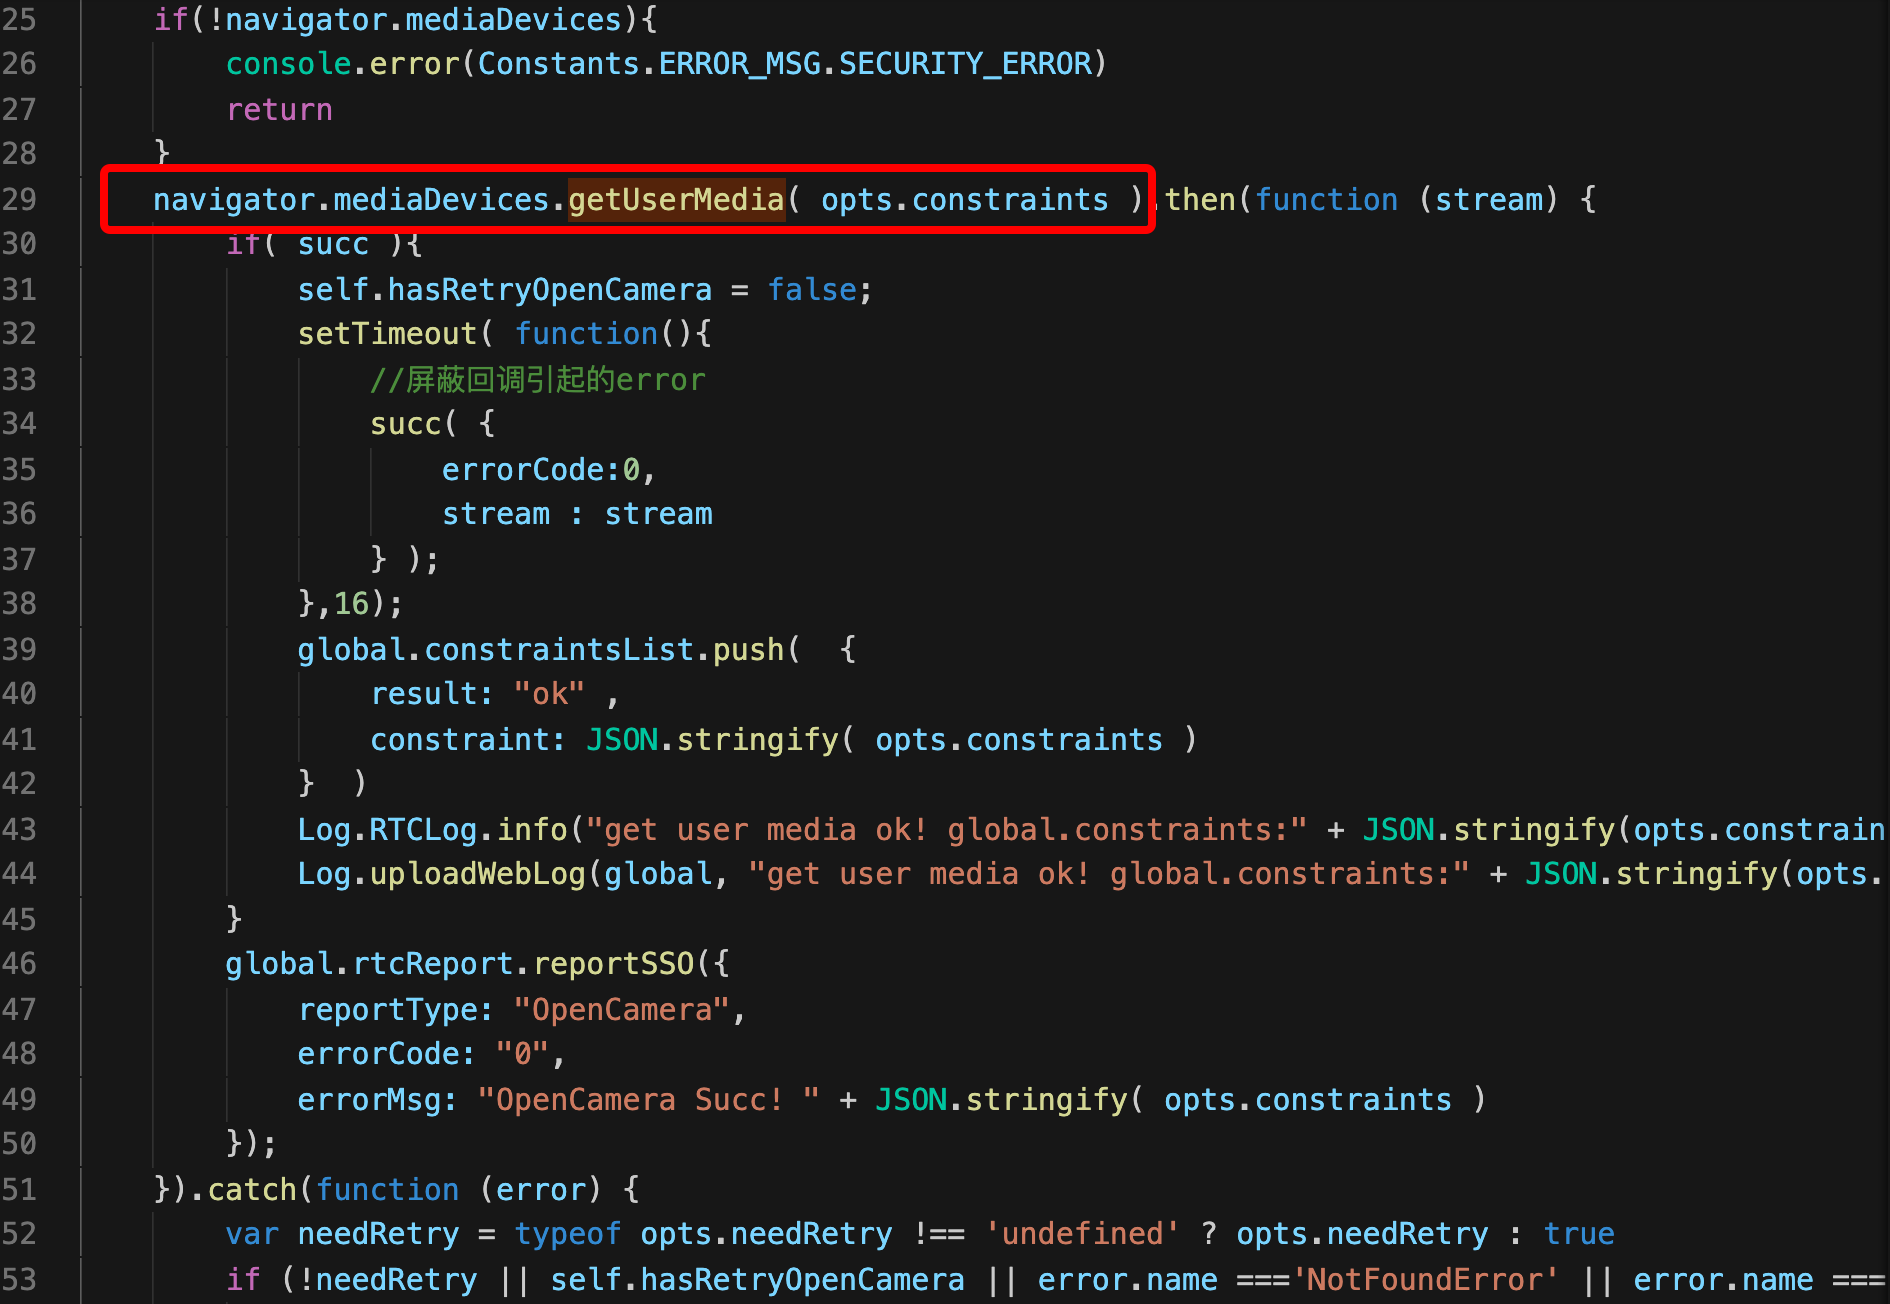 25 if(!navigator.mediaDevices){
26 console.error(Constants.ERROR_MSG.SECURITY_ERROR)
27 return
28 }
29 navigator.mediaDevices.getUserMedia( opts.constraints ).then(function (stream) {
30 if( succ ){
31 self.hasRetryOpenCamera = false;
32 setTimeout( function(){
33 //屏蔽回调引起的error
34 succ( {
35 errorCode:0,
36 stream : stream
37 } );
38 },16);
39 global.constraintsList.push(  {
40 result: "ok" ,
41 constraint: JSON.stringify( opts.constraints )
42 }  )
43 Log.RTCLog.info("get user media ok! global.constraints:" + JSON.stringify(opts.constrain
44 Log.uploadWebLog(global, "get user media ok! global.constraints:" + JSON.stringify(opts.
45 }
46 global.rtcReport.reportSSO({
47 reportType: "OpenCamera",
48 errorCode: "0",
49 errorMsg: "OpenCamera Succ! " + JSON.stringify( opts.constraints )
50 });
51 }).catch(function (error) {
52 var needRetry = typeof opts.needRetry !== 'undefined' ? opts.needRetry : true
53 if (!needRetry || self.hasRetryOpenCamera || error.name ==='NotFoundError' || error.name ===